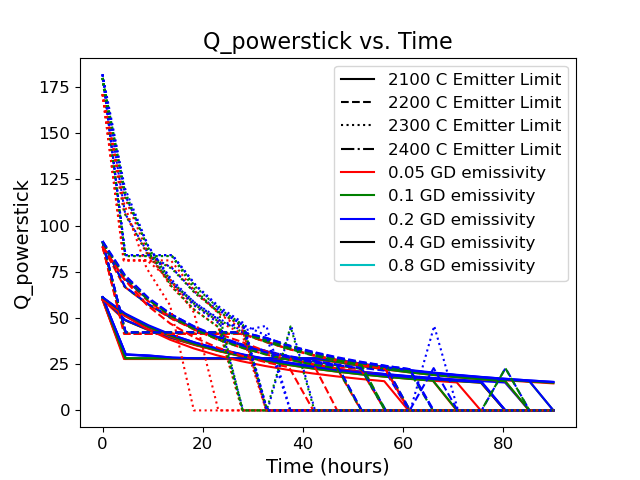 Q_powerstick vs. Time
175
150
125
100
75
50
25
0
0 20 40 60 80
Q_powerstick
Time (hours)
2100 C Emitter Limit
2200 C Emitter Limit
2300 C Emitter Limit
2400 C Emitter Limit
0.05 GD emissivity
0.1 GD emissivity
0.2 GD emissivity
0.4 GD emissivity
0.8 GD emissivity